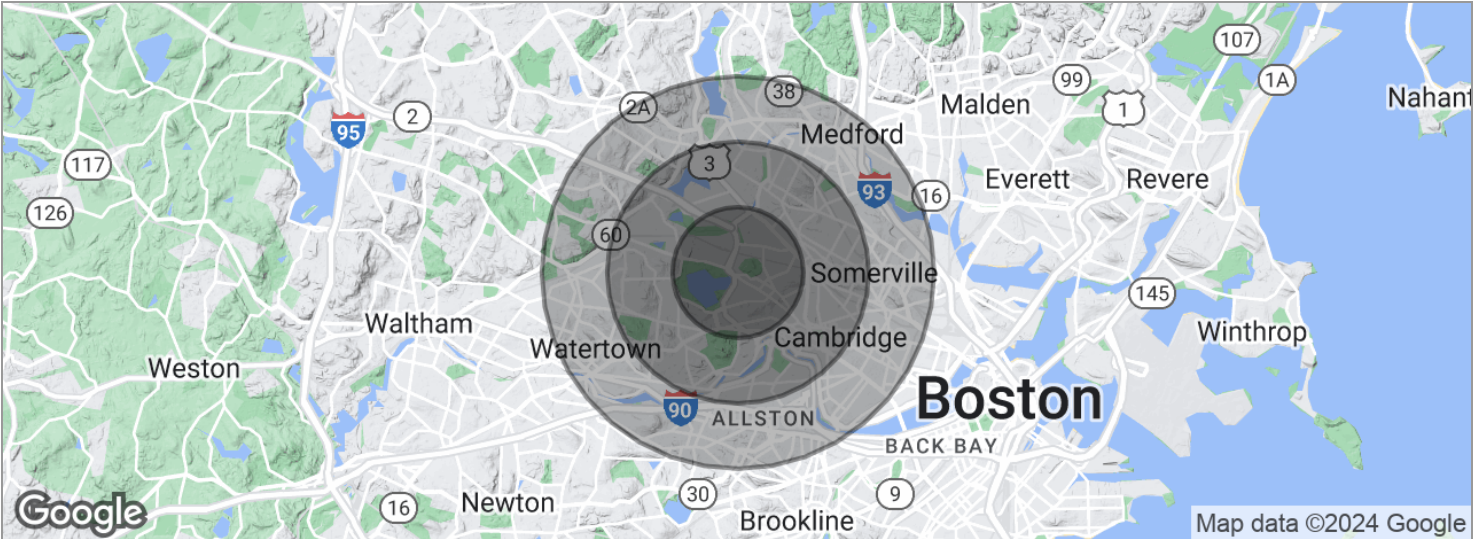 107
99
1A
38
2A
Malden
1
Nahant
2
95
Medford
117
3
Everett
Revere
93
16
126
60
Somerville
145
Waltham
Cambridge
Winthrop
Watertown
Weston
Boston
90
ALLSTON
BACK BAY
30
9
Newton
16
Google
Brookline
Map data ©2024 Google